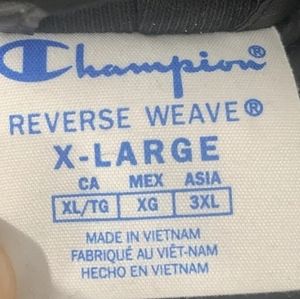 Champion®
REVERSE WEAVE®
X-LARGE
CA MEX ASIA
XL/TG XG 3XL
MADE IN VIETNAM
FABRIQUÉ AU VIÊT-NAM
HECHO EN VIETNAM